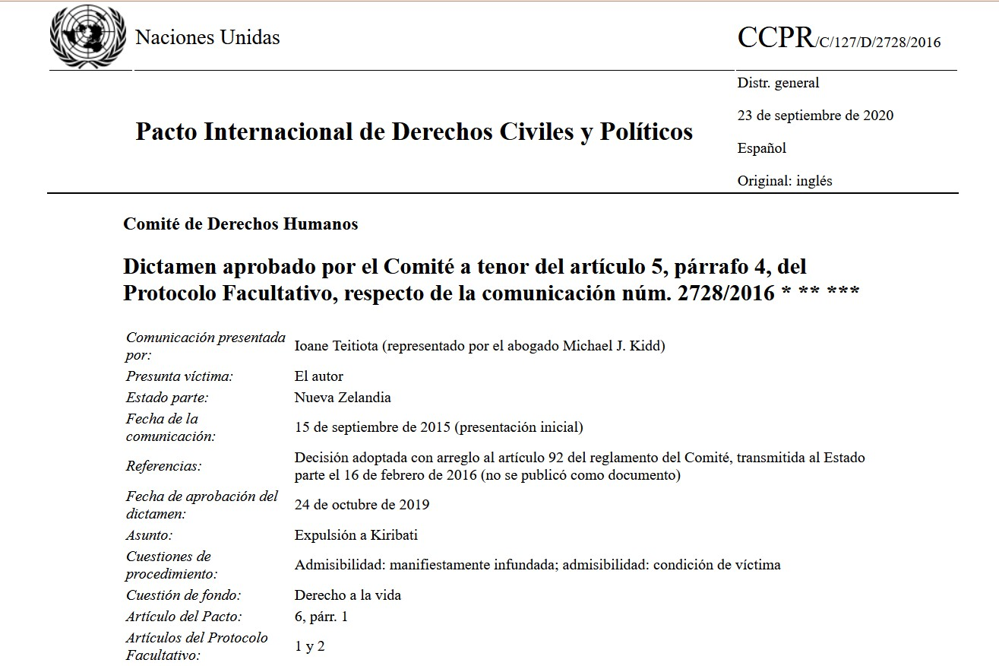 Naciones Unidas
CCPR/C/127/D/2728/2016
Distr. general
23 de septiembre de 2020
Español
Original: inglés
Pacto Internacional de Derechos Civiles y Políticos
Comité de Derechos Humanos
Dictamen aprobado por el Comité a tenor del artículo 5, párrafo 4, del
Protocolo Facultativo, respecto de la comunicación núm. 2728/2016 * ** ***
Comunicación presentada
por:
Ioane Teitiota (representado por el abogado Michael J. Kidd)
Presunta víctima:
El autor
Estado parte:
Nueva Zelandia
Fecha de la
comunicación:
15 de septiembre de 2015 (presentación inicial)
Referencias:
Decisión adoptada con arreglo al artículo 92 del reglamento del Comité, transmitida al Estado
parte el 16 de febrero de 2016 (no se publicó como documento)
Fecha de aprobación del
dictamen:
24 de octubre de 2019
Asunto:
Expulsión a Kiribati
Cuestiones de
procedimiento:
Admisibilidad: manifiestamente infundada; admisibilidad: condición de víctima
Cuestión de fondo:
Derecho a la vida
Artículo del Pacto:
6, párr. 1
Artículos del Protocolo
Facultativo:
1 y 2